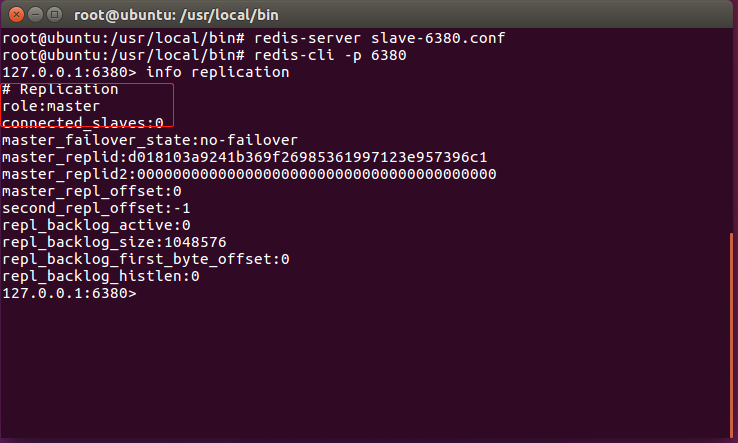 root@ubuntu: /usr/local/bin
root@ubuntu:/usr/local/bin# redis-server slave-6380.conf
root@ubuntu:/usr/local/bin# redis-cli -p 6380
127.0.0.1:6380> info replication
# Replication
role:master
connected_slaves:0
master_failover_state:no-failover
master_replid:d018103a9241b369f26985361997123e957396c1
master_replid2:0000000000000000000000000000000000000000
master_repl_offset:0
second_repl_offset:-1
repl_backlog_active:0
repl_backlog_size:1048576
repl_backlog_first_byte_offset:0
repl_backlog_histlen:0
127.0.0.1:6380>